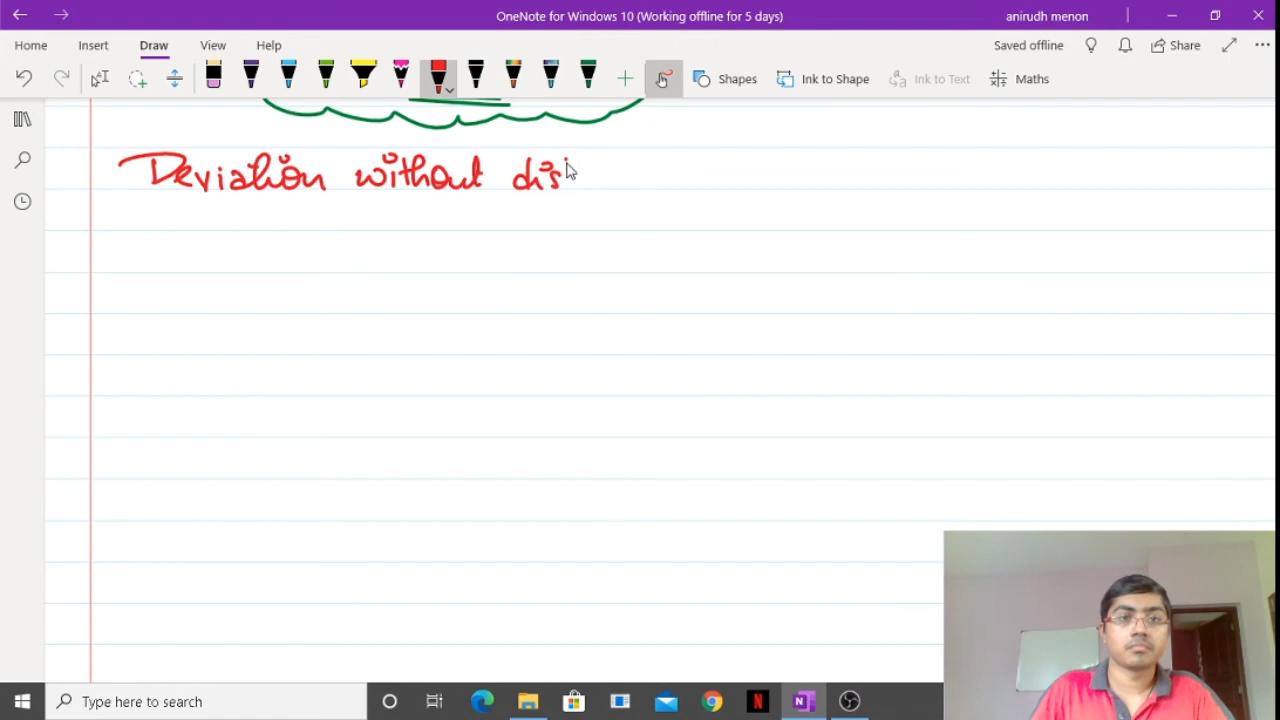 OneNote for Windows 10 (Working offline for 5 days)
anirudh menon
Home Insert Draw View Help
Saved offline Share
Shapes Ink to Shape Ink to Text Maths
Deviation without dis
Type here to search